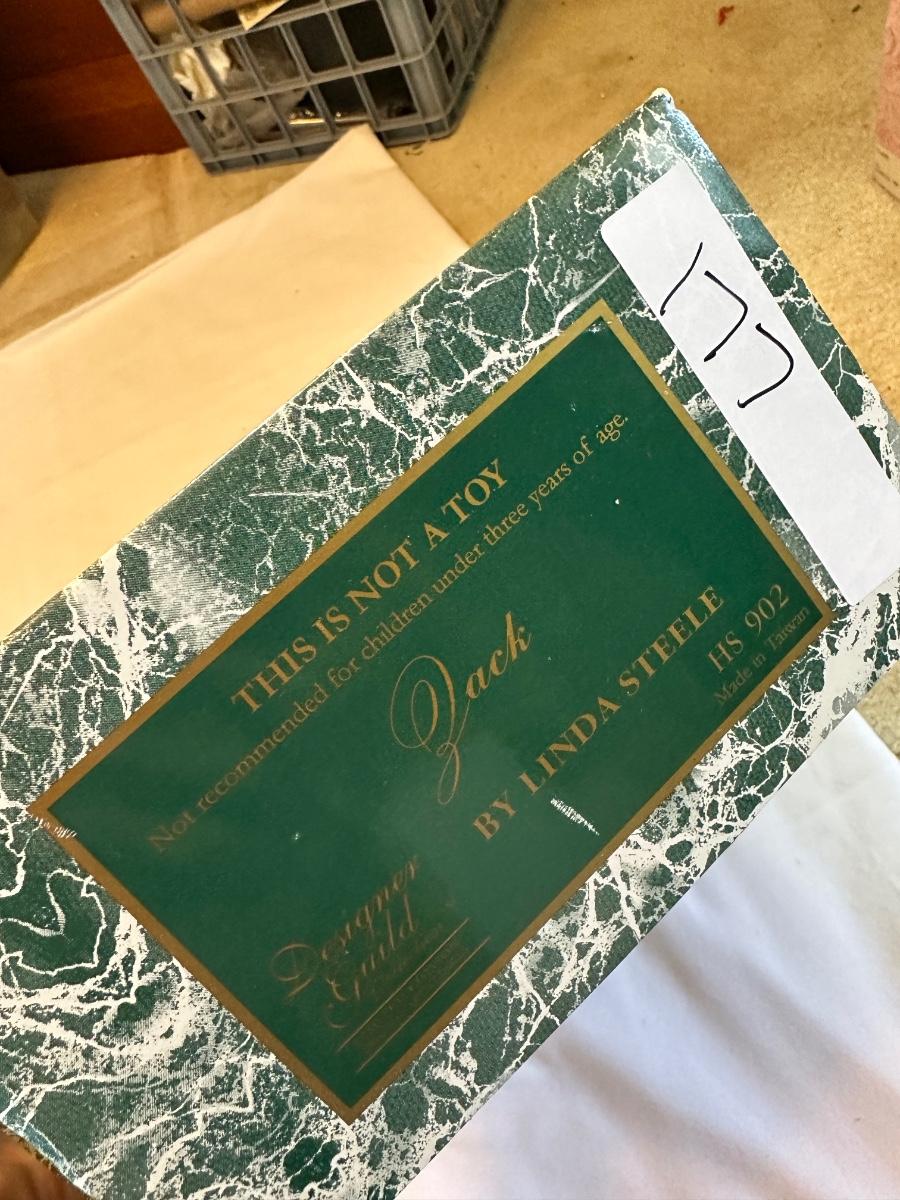 177
THIS IS NOT A TOY
Not recommended for children under three years of age.
Zack
BY LINDA STEELE
HS 902
Made in Taiwan
Designer
Guild